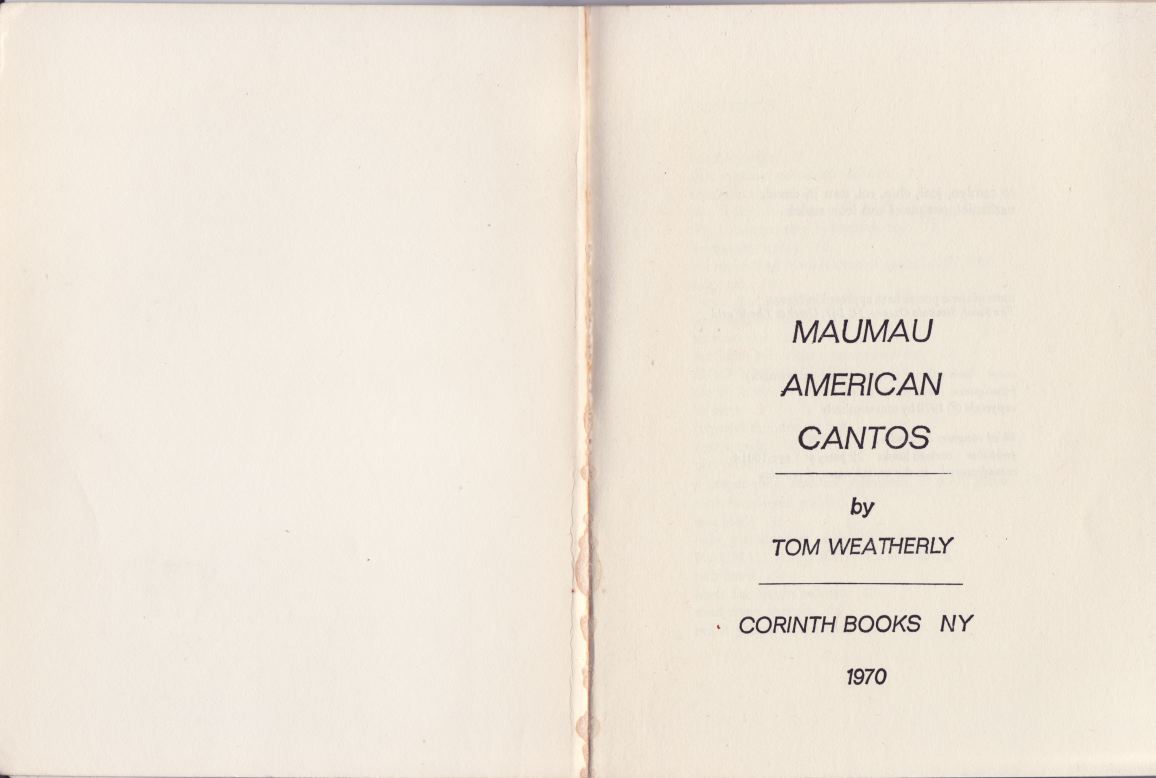 MAUMAU
AMERICAN
CANTOS
by
TOM WEATHERLY
CORINTH BOOKS NY
1970